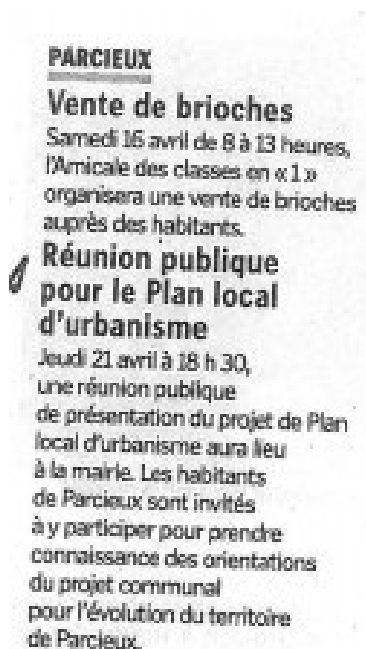 PARCIEUX
Vente de brioches
Samedi 16 avril de 8 à 13 heures,
l'Amicale des classes en « 1 »
organisera une vente de brioches
auprès des habitants.
Réunion publique
pour le Plan local
d'urbanisme
Jeudi 21 avril à 18 h 30,
une réunion publique
de présentation du projet de Plan
local d'urbanisme aura lieu
à la mairie. Les habitants
de Parcieux sont invités
à y participer pour prendre
connaissance des orientations
du projet communal
pour l'évolution du territoire
de Parcieux.